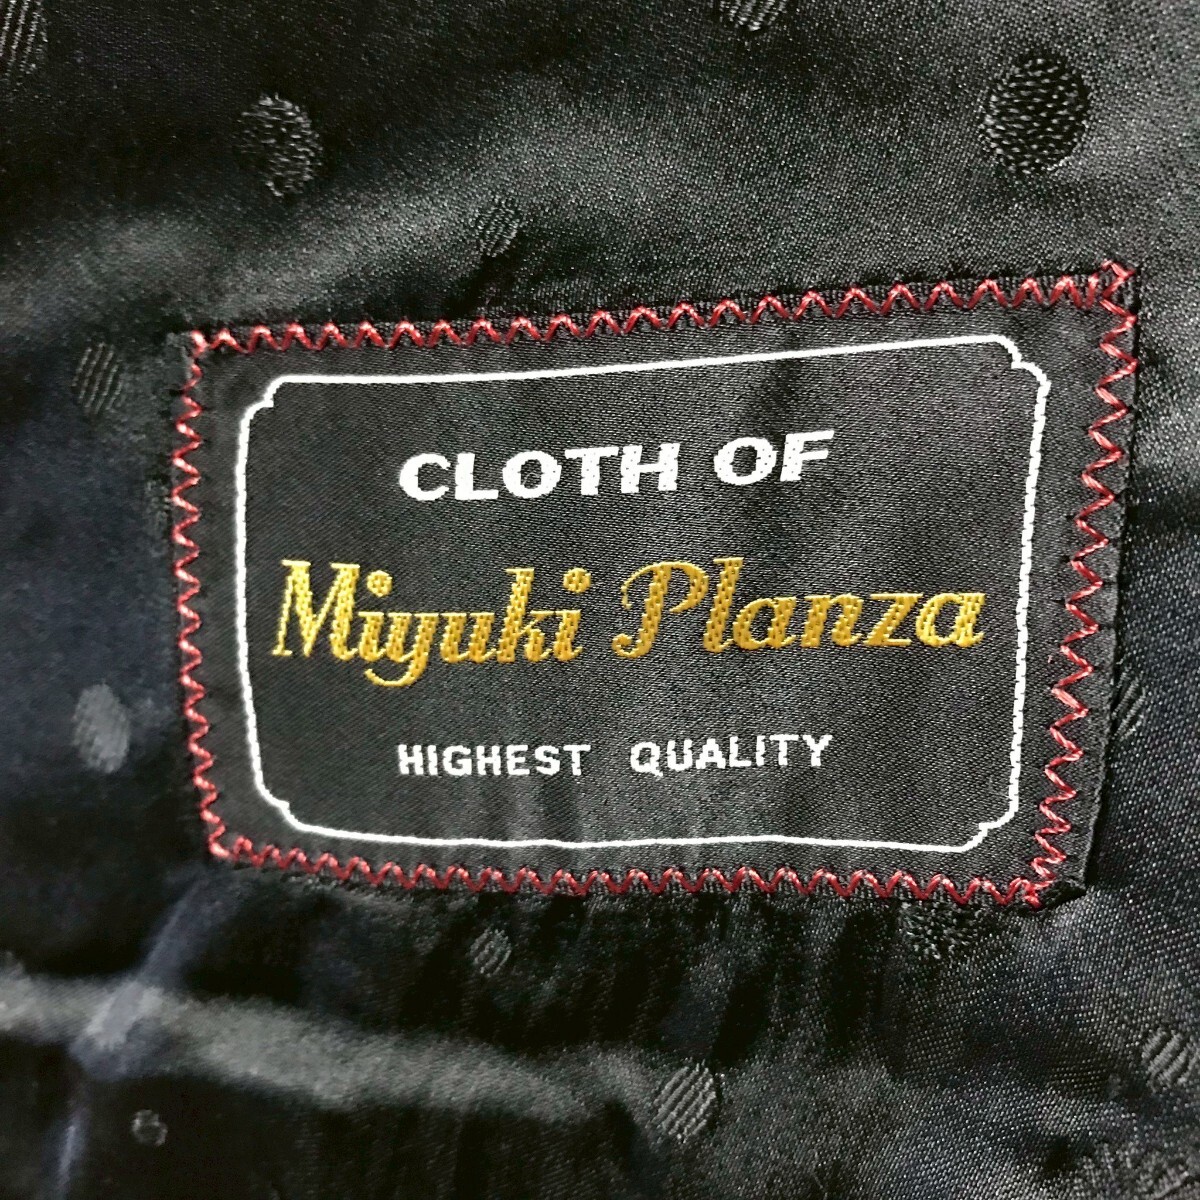 CLOTH OF
Miyuki Planza
HIGHEST QUALITY